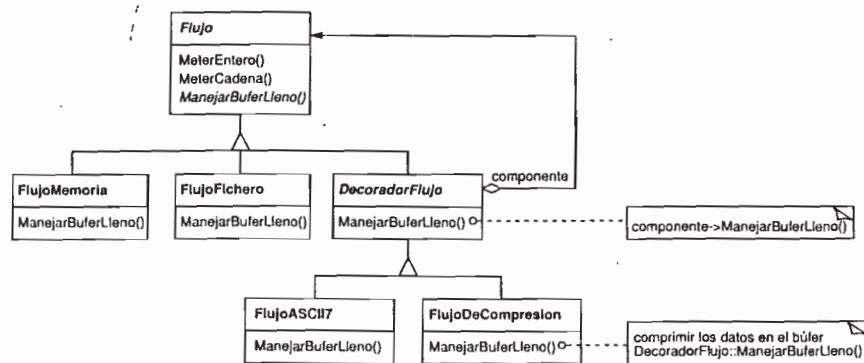 Flujo
MeterEntero()
MeterCadena()
ManejarBuferLleno()
componente
FlujoMemoria
ManejarBuferLleno()
FlujoFichero
ManejarBuferLleno()
DecoradorFlujo
ManejarBuferLleno()
componente->ManejarBuferLleno()
FlujoASCII7
ManejarBuferLleno()
FlujoDeCompresion
ManejarBuferLleno()
comprimir los datos en el búfer
DecoradorFlujo::ManejarBuferLleno()